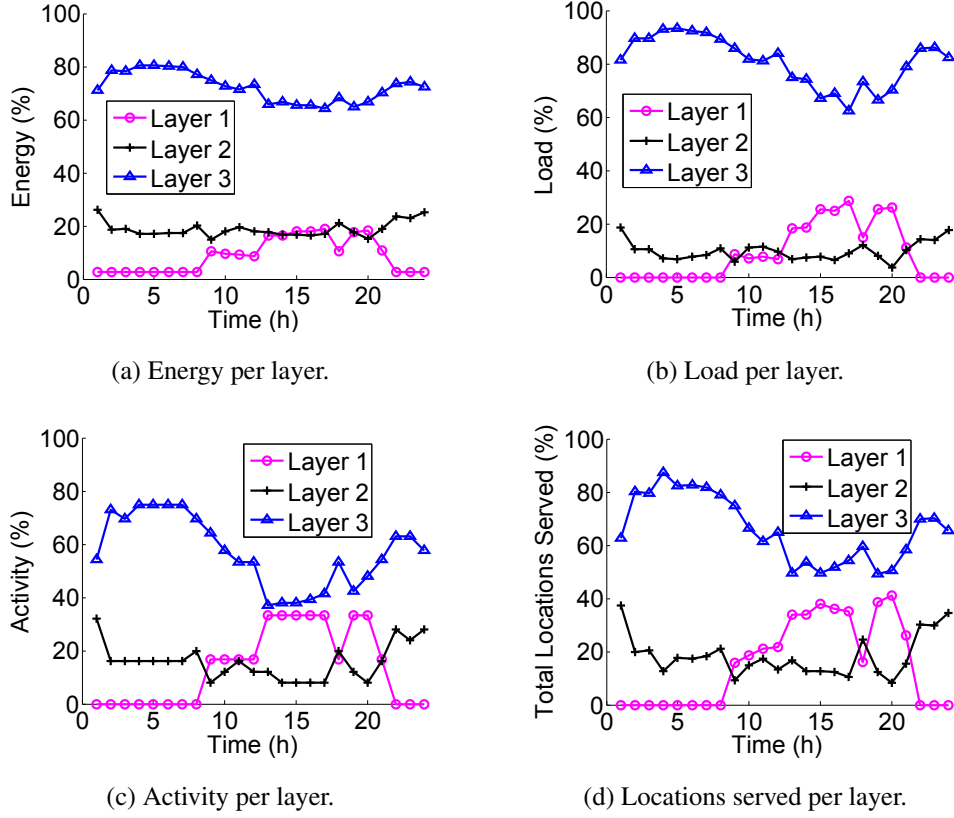 100
80
60
40
20
0
Energy (%)
Layer 1
Layer 2
Layer 3
0 5 10 15 20
Time (h)
(a) Energy per layer.
100
80
60
40
20
0
Load (%)
Layer 1
Layer 2
Layer 3
0 5 10 15 20
Time (h)
(b) Load per layer.
100
80
60
40
20
0
Activity (%)
Layer 1
Layer 2
Layer 3
0 5 10 15 20
Time (h)
(c) Activity per layer.
100
80
60
40
20
0
Total Locations Served (%)
Layer 1
Layer 2
Layer 3
0 5 10 15 20
Time (h)
(d) Locations served per layer.